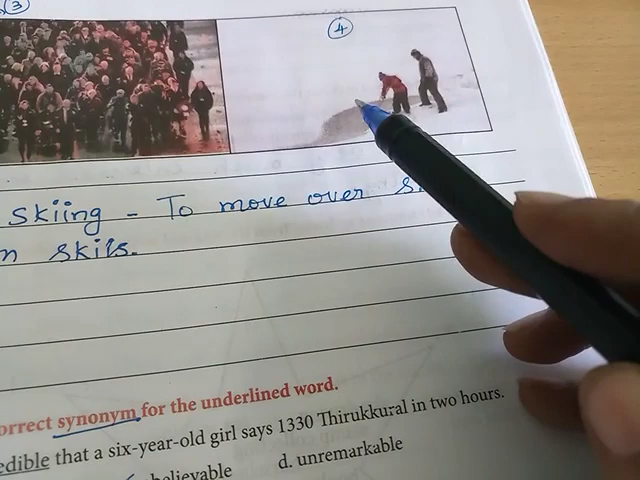 3
4
skiing - To move over
skils.
orrect synonym for the underlined word.
edible that a six-year-old girl says 1330 Thirukkural in two hours.
believable d. unremarkable